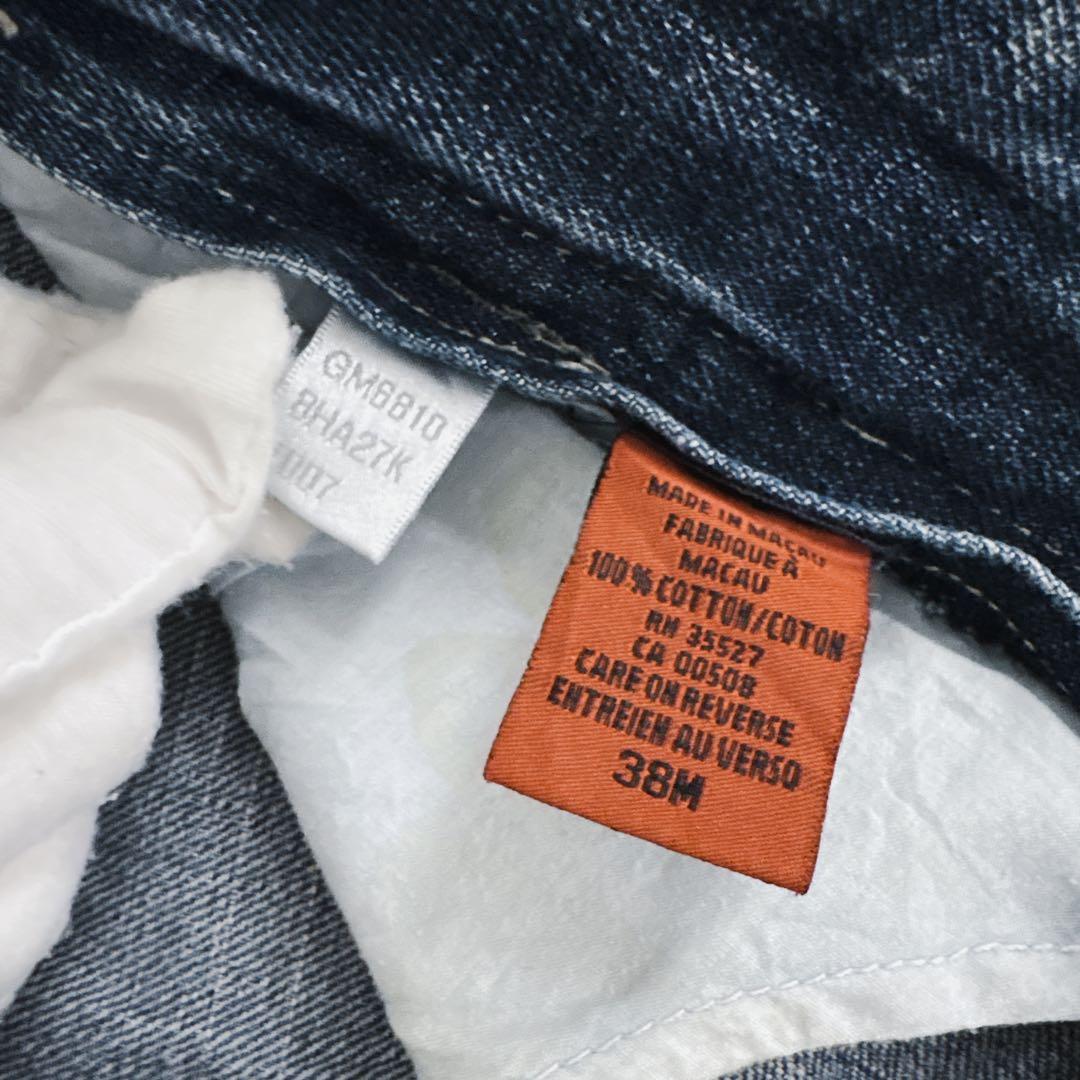 GM6810
8HA27K
007
MADE IN MACAU
FABRIQUE À
MACAU
100% COTTON/COTON
RN 35527
CA 00508
CARE ON REVERSE
ENTREIEN AU VERSO
38M